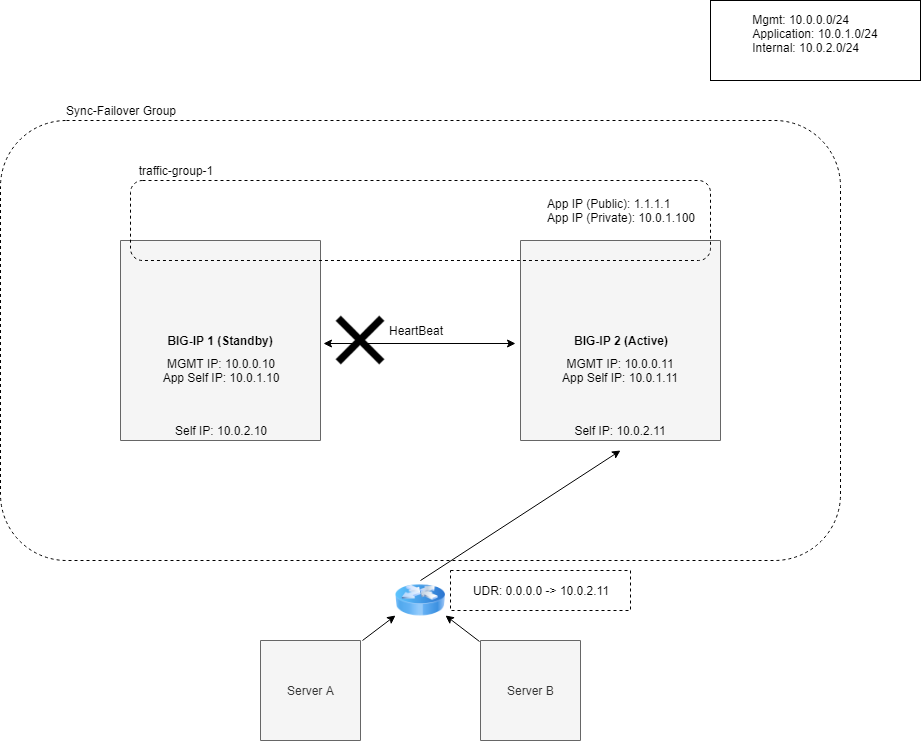 Mgmt: 10.0.0.0/24
Application: 10.0.1.0/24
Internal: 10.0.2.0/24
Sync-Failover Group
traffic-group-1
App IP (Public): 1.1.1.1
App IP (Private): 10.0.1.100
HeartBeat
BIG-IP 1 (Standby)
MGMT IP: 10.0.0.10
App Self IP: 10.0.1.10
Self IP: 10.0.2.10
BIG-IP 2 (Active)
MGMT IP: 10.0.0.11
App Self IP: 10.0.1.11
Self IP: 10.0.2.11
UDR: 0.0.0.0 -> 10.0.2.11
Server A
Server B